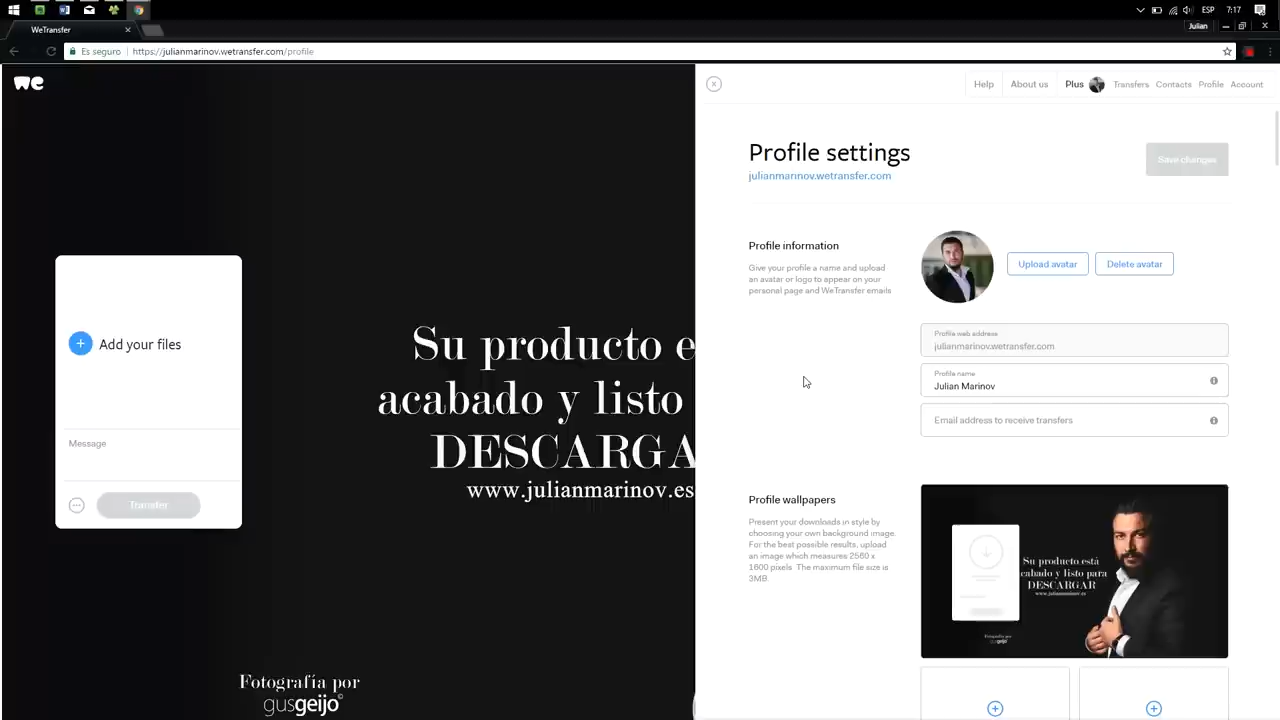 ESP
7:17
WeTransfer
Julian
Es seguro
https://julianmarinov.wetransfer.com/profile
we
Help
About us
Plus
Transfers
Contacts
Profile
Account
Profile settings
Save changes
julianmarinov.wetransfer.com
Profile information
Give your profile a name and upload
an avatar or logo to appear on your
personal page and WeTransfer emails
Upload avatar
Delete avatar
Profile web address
julianmarinov.wetransfer.com
Profile name
Julian Marinov
Email address to receive transfers
Add your files
Message
Transfer
Su producto e
acabado y listo
DESCARGA
www.julianmarinov.es
Fotografía por
gusgeijo©
Profile wallpapers
Present your downloads in style by
choosing your own background image.
For the best possible results, upload
an image which measures 2560 x
1600 pixels. The maximum file size is
3MB.
Su producto está
acabado y listo para
DESCARGAR
www.julianmarinov.es
Fotografía por
gusgeijo